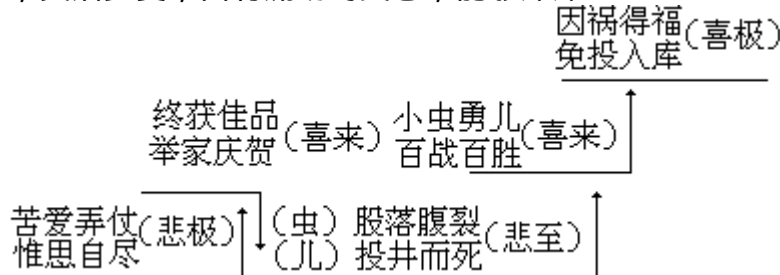 因祸得福(喜极)
免投入库
终获佳品(喜来)
举家庆贺
小虫勇儿(喜来)
百战百胜
苦爱弄仗(悲极)
惟思自尽
(虫)股落腹裂(悲至)
(儿)投井而死